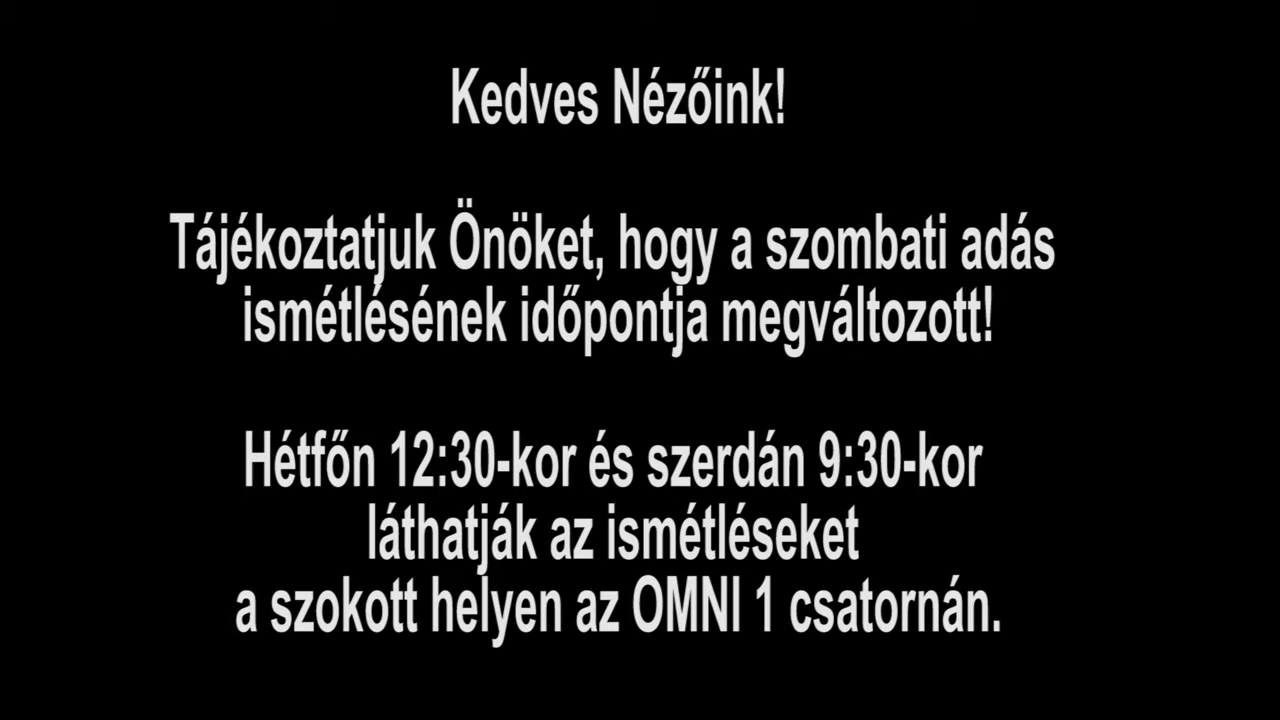 Kedves Nézőink!
Tájékoztatjuk Önöket, hogy a szombati adás
ismétlésének időpontja megváltozott!
Hétfőn 12:30-kor és szerdán 9:30-kor
láthatják az ismétléseket
a szokott helyen az OMNI 1 csatornán.